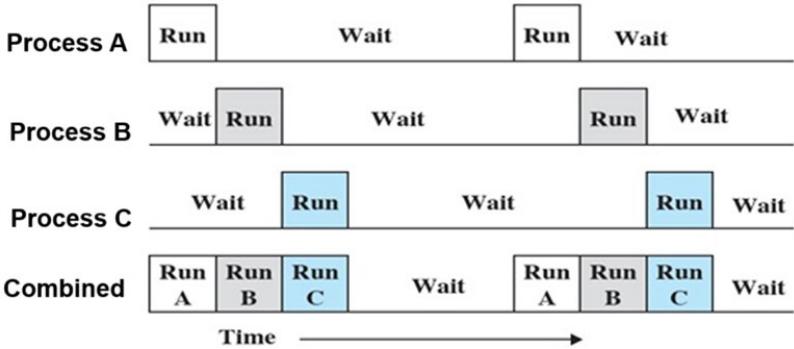 Process A Run Wait Run Wait
Process B Wait Run Wait Run Wait
Process C Wait Run Wait Run Wait
Combined Run A Run B Run C Wait Run A Run B Run C Wait
Time